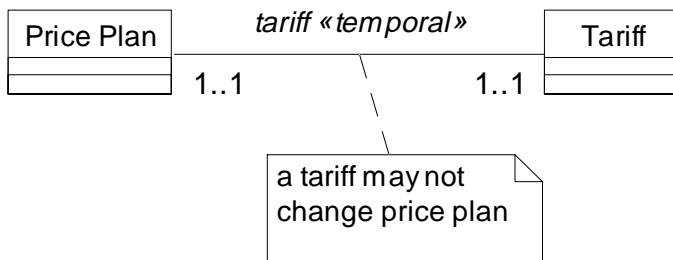 tariff «temporal»
Price Plan
Tariff
1..1
1..1
a tariff may not
change price plan